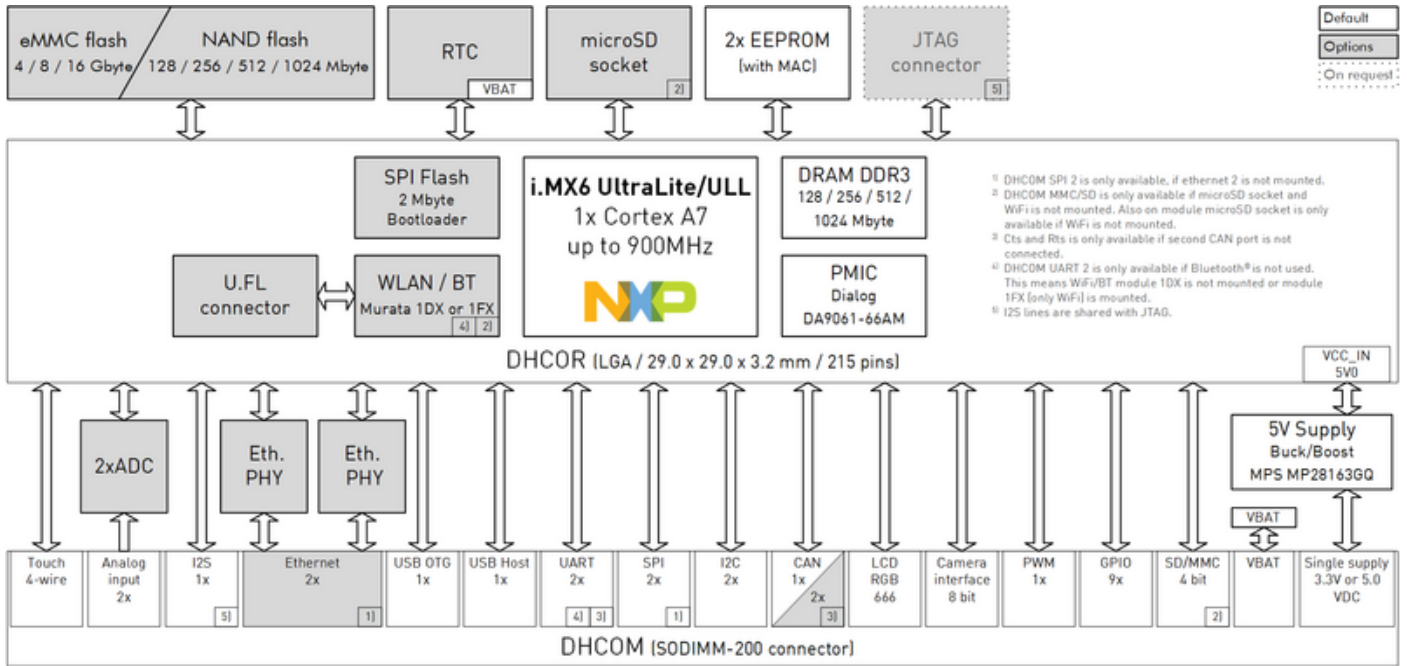 eMMC flash
4 / 8 / 16 Gbyte
NAND flash
128 / 256 / 512 / 1024 Mbyte
RTC
VBAT
microSD
socket
2)
2x EEPROM
(with MAC)
JTAG
connector
5)
Default
Options
On request
SPI Flash
2 Mbyte
Bootloader
i.MX6 UltraLite/ULL
1x Cortex A7
up to 900MHz
NXP
DRAM DDR3
128 / 256 / 512 /
1024 Mbyte
1) DHCOM SPI 2 is only available, if ethernet 2 is not mounted.
2) DHCOM MMC/SD is only available if microSD socket and
WiFi is not mounted. Also on module microSD socket is only
available if WiFi is not mounted.
3) Cts and Rts is only available if second CAN port is not
connected.
4) DHCOM UART 2 is only available if Bluetooth® is not used.
This means WiFi/BT module 1DX is not mounted or module
1FX (only WiFi) is mounted.
5) I2S lines are shared with JTAG.
U.FL
connector
WLAN / BT
Murata 1DX or 1FX
4) 2)
PMIC
Dialog
DA9061-66AM
DHCOR (LGA / 29.0 x 29.0 x 3.2 mm / 215 pins)
VCC_IN
5V0
2xADC
Eth.
PHY
Eth.
PHY
5V Supply
Buck/Boost
MPS MP28163GQ
VBAT
Touch
4-wire
Analog
input
2x
I2S
1x
5)
Ethernet
2x
1)
USB OTG
1x
USB Host
1x
UART
2x
4) 3)
SPI
2x
1)
I2C
2x
CAN
1x
2x
3)
LCD
RGB
666
Camera
interface
8 bit
PWM
1x
GPIO
9x
SD/MMC
4 bit
2)
VBAT
Single supply
3.3V or 5.0
VDC
DHCOM (SODIMM-200 connector)